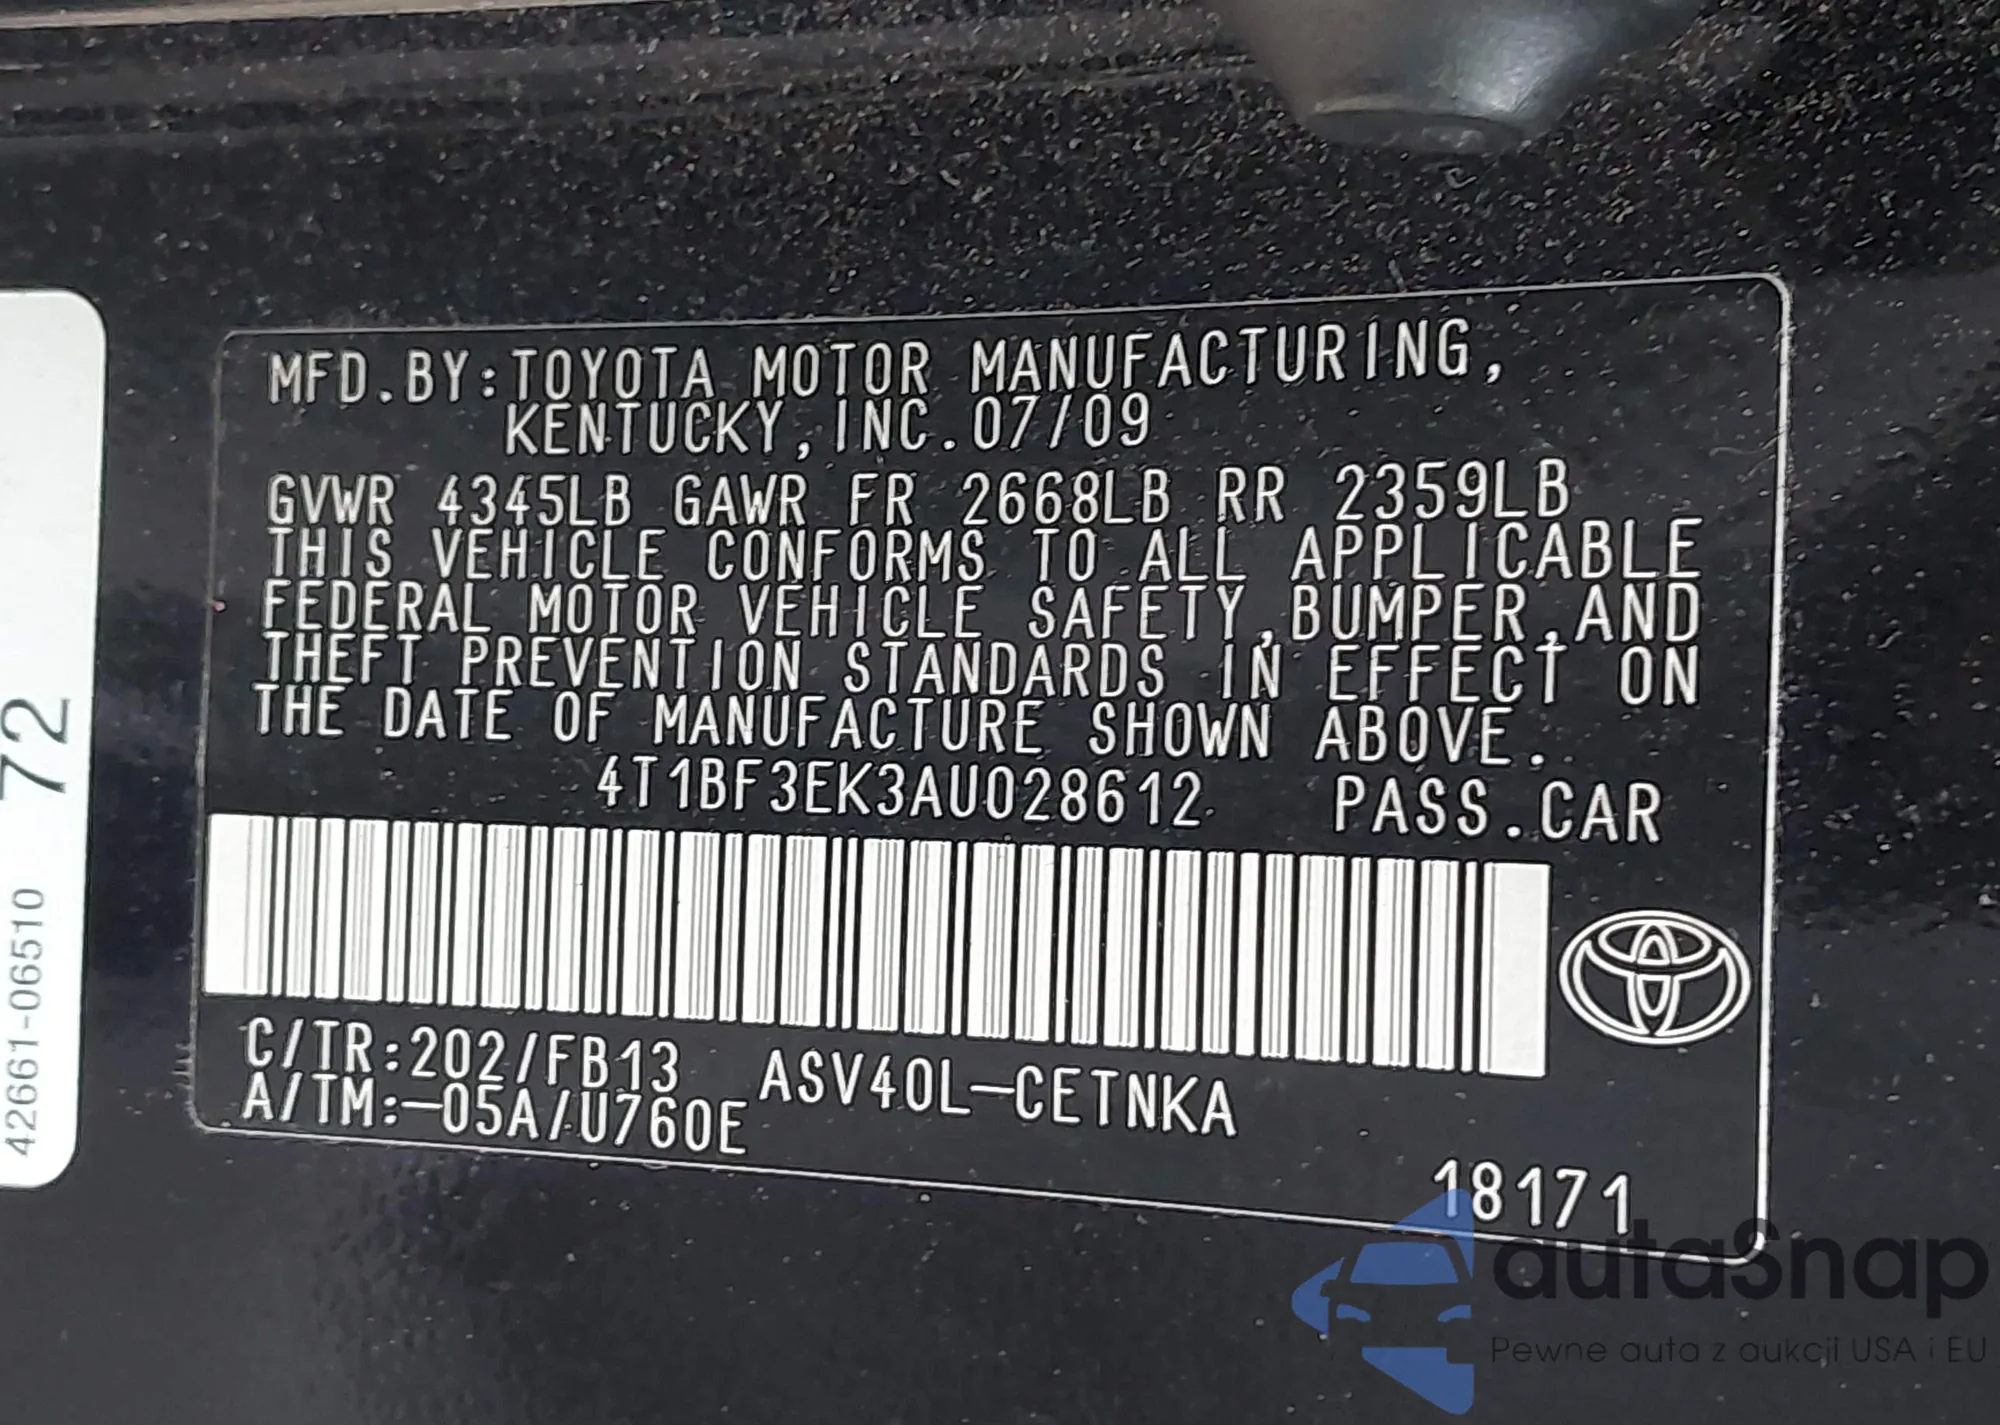 MFD.BY:TOYOTA MOTOR MANUFACTURING,
KENTUCKY, INC. 07/09
GVWR 4345LB GAWR FR 2668LB RR 2359LB
THIS VEHICLE CONFORMS TO ALL APPLICABLE
FEDERAL MOTOR VEHICLE SAFETY,BUMPER,AND
THEFT PREVENTION STANDARDS IN EFFECT ON
THE DATE OF MANUFACTURE SHOWN ABOVE.
4T1BF3EK3AU028612 PASS.CAR
C/TR:202/FB13 ASV40L-CETNKA
A/TM:-05A/U760E
18171
42661-06510 72
autaSnap
Pewne auta z aukcji USA i EU